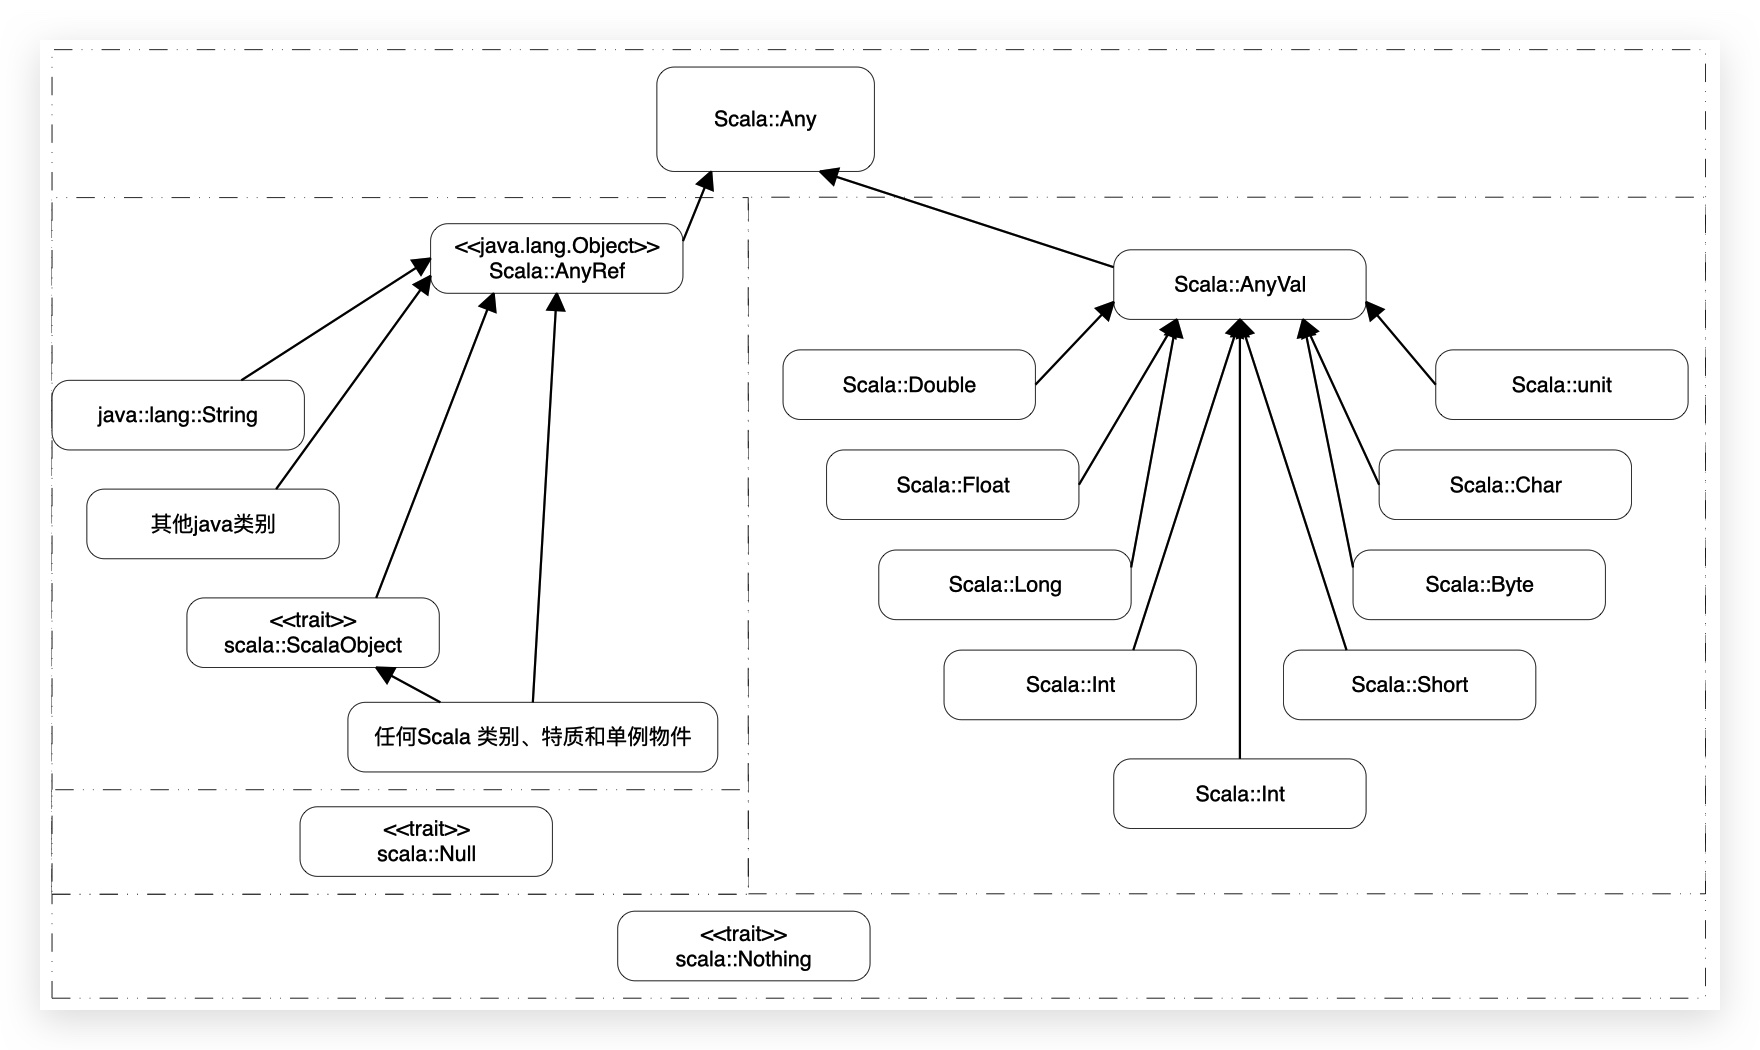 Scala::Any
<<java.lang.Object>>
Scala::AnyRef
java::lang::String
其他java类别
<<trait>>
scala::ScalaObject
任何Scala 类别、特质和单例物件
<<trait>>
scala::Null
Scala::AnyVal
Scala::Double
Scala::unit
Scala::Float
Scala::Char
Scala::Long
Scala::Byte
Scala::Int
Scala::Short
Scala::Int
<<trait>>
scala::Nothing